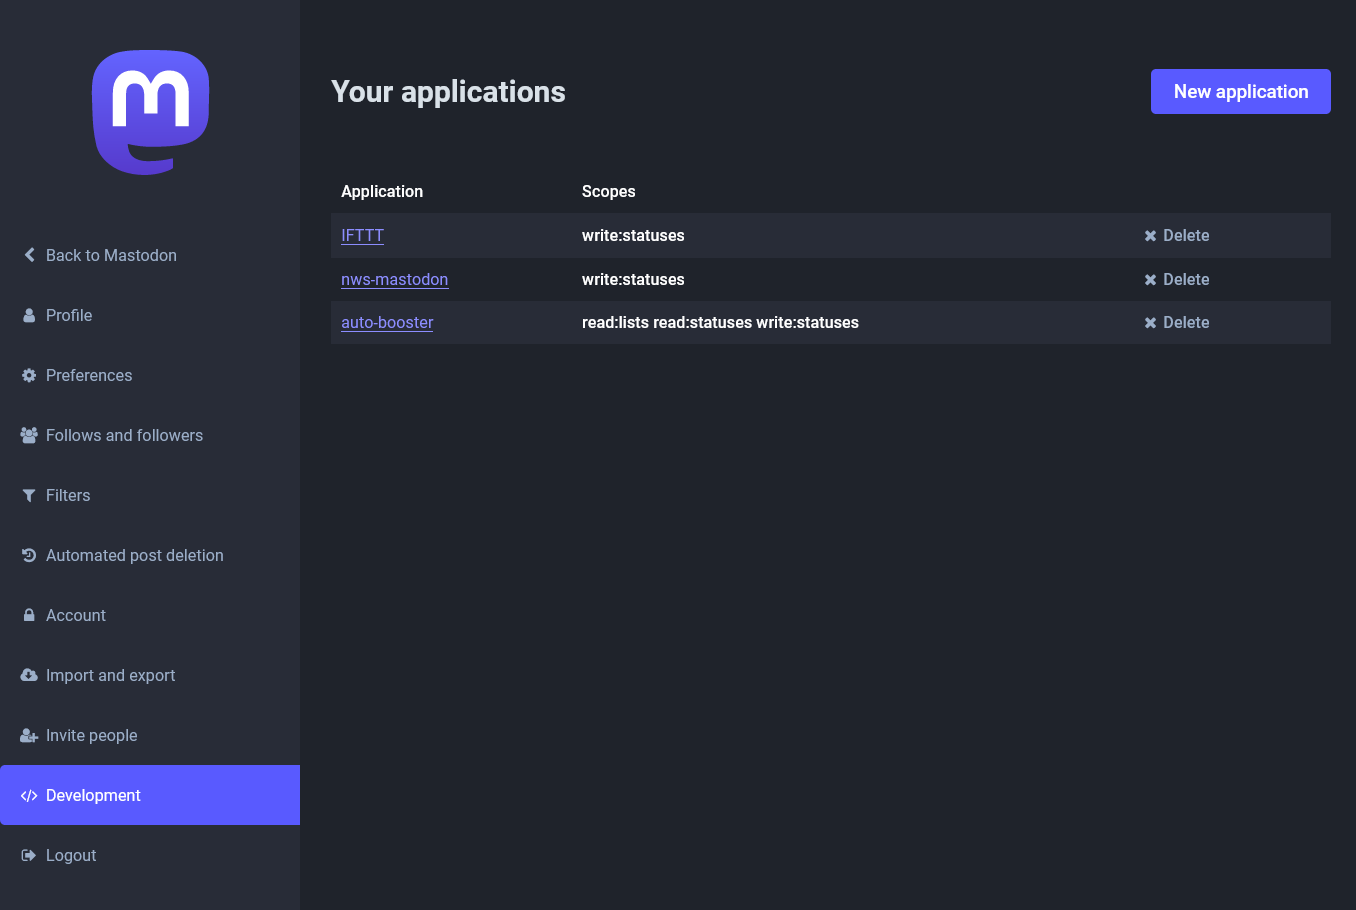 Back to Mastodon
Profile
Preferences
Follows and followers
Filters
Automated post deletion
Account
Import and export
Invite people
Development
Logout
Your applications
New application
Application Scopes
IFTTT write:statuses Delete
nws-mastodon write:statuses Delete
auto-booster read:lists read:statuses write:statuses Delete